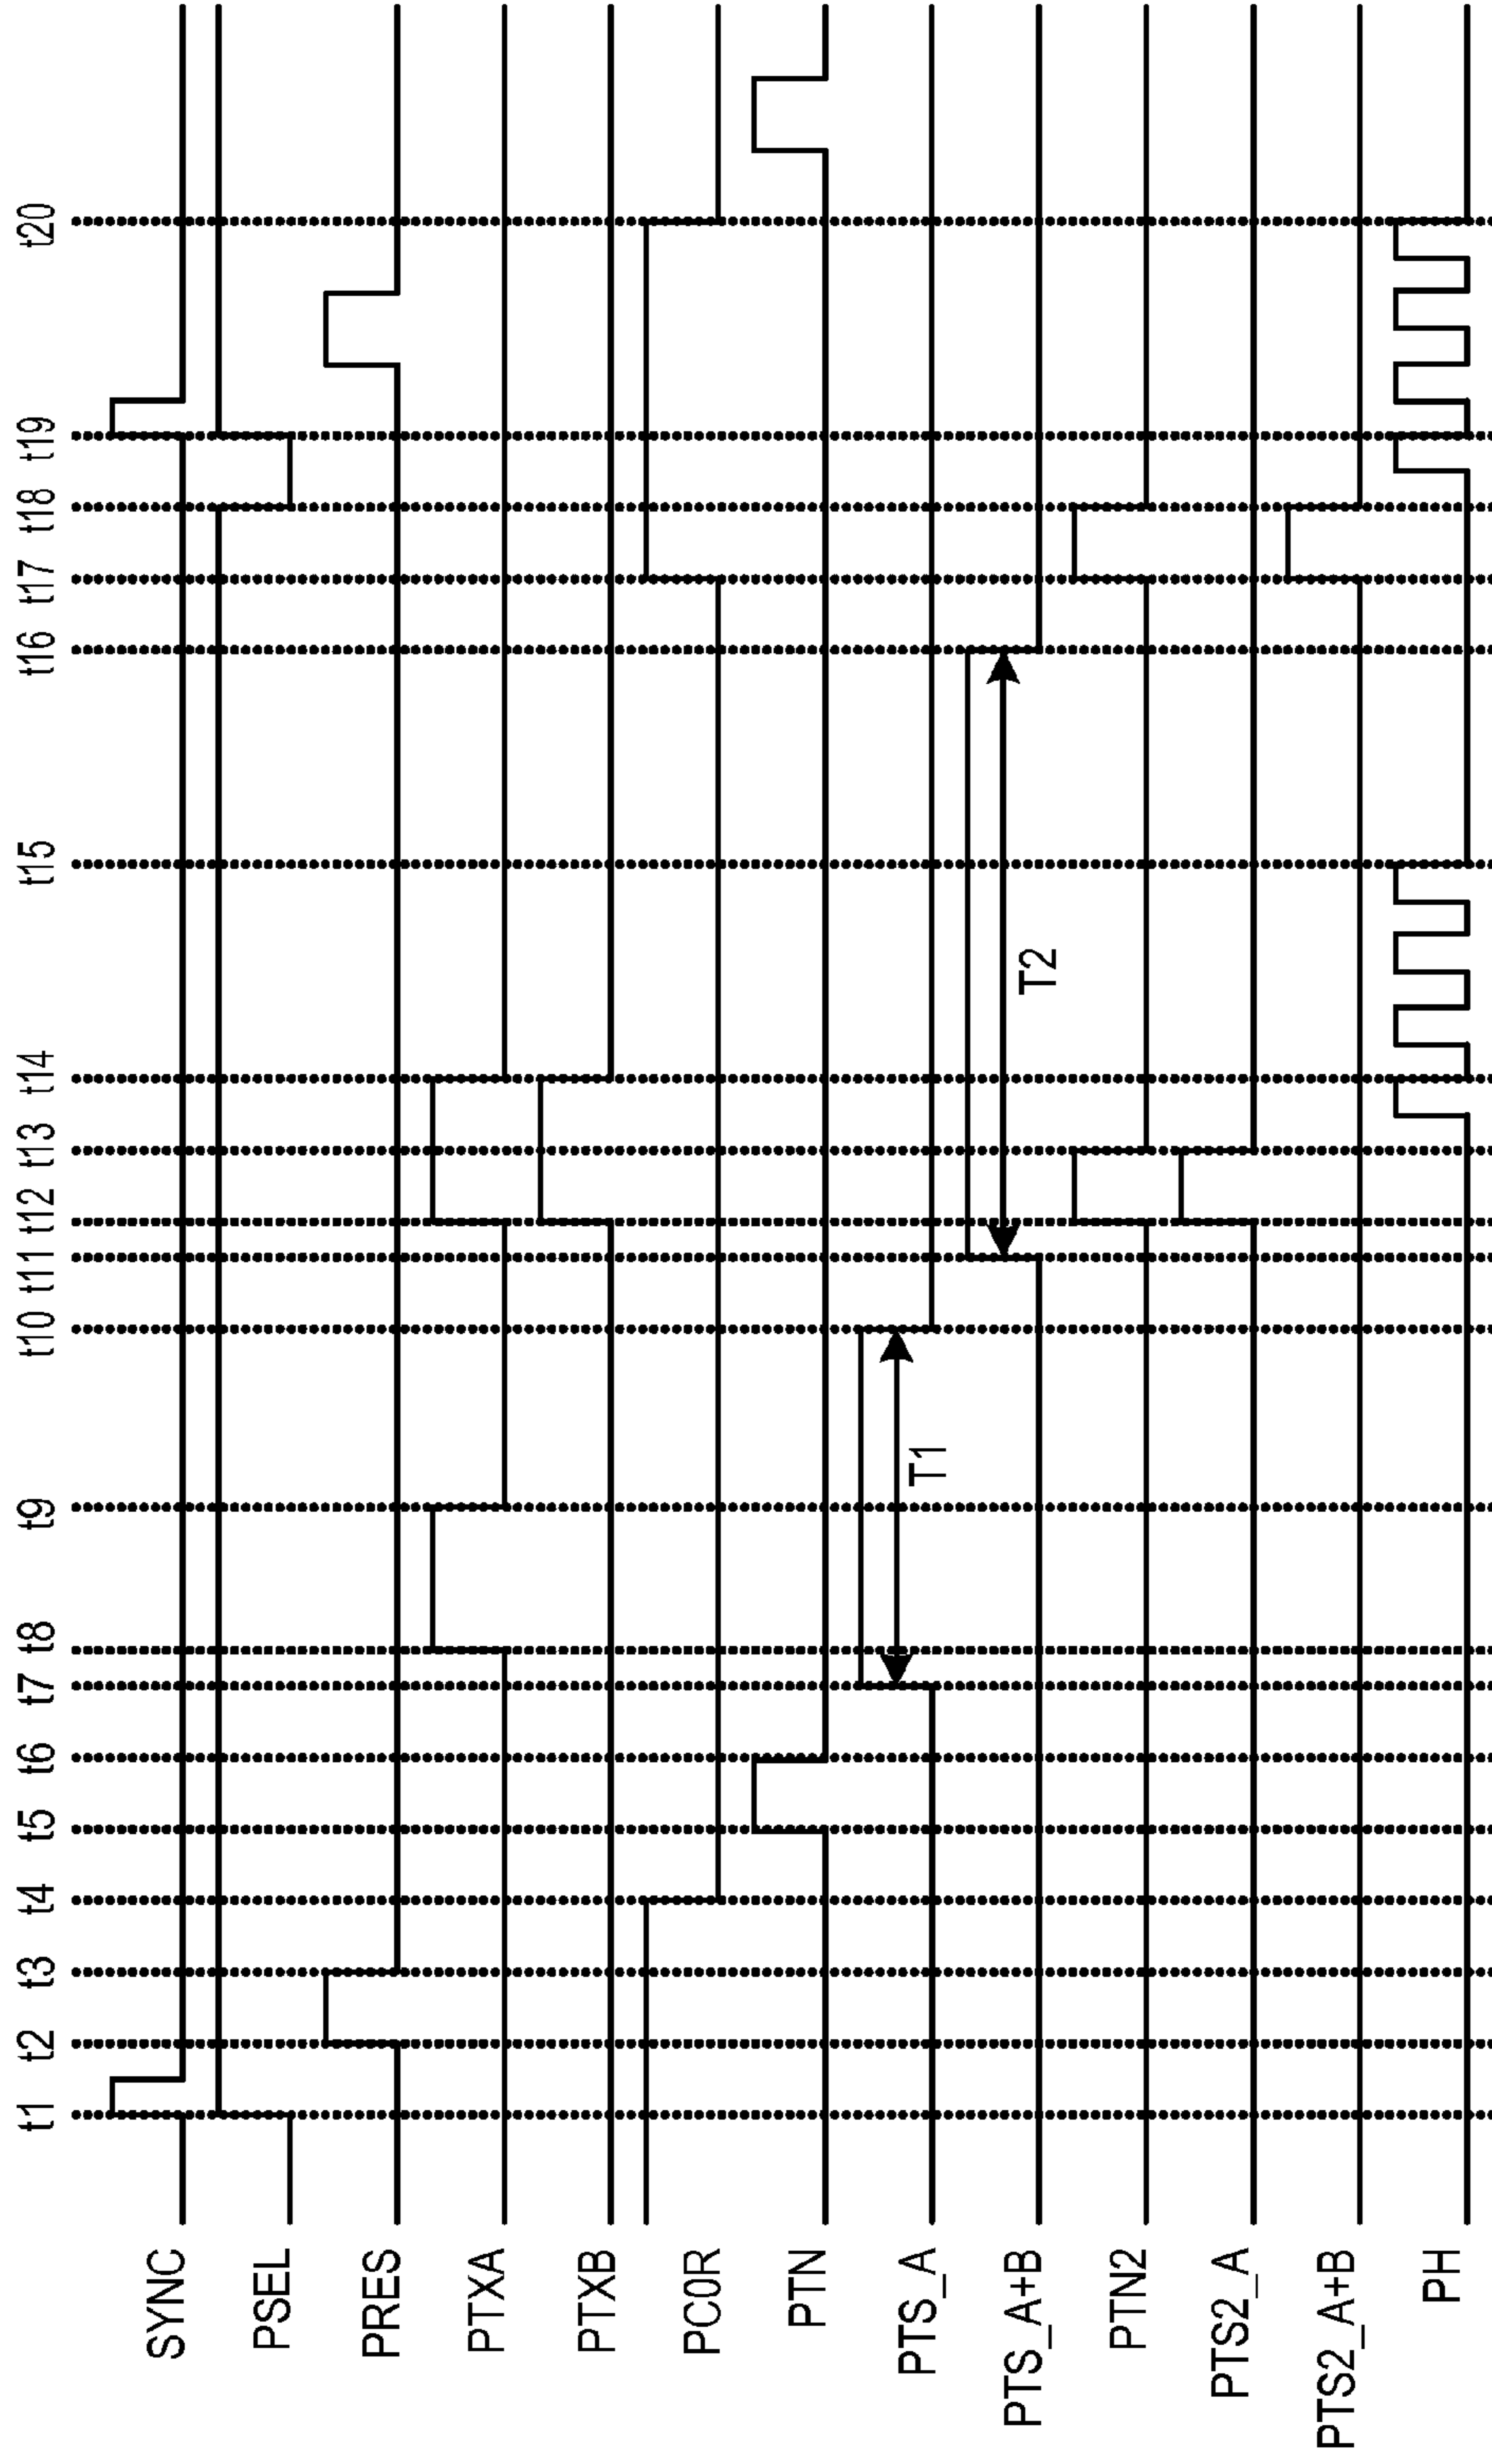 t1 t2 t3 t4 t5 t6 t7 t8 t9 t10 t11 t12 t13 t14 t15 t16 t17 t18 t19 t20
SYNC
PSEL
PRES
PTXA
PTXB
PC0R
PTN
PTS_A
T1
PTS_A+B
T2
PTN2
PTS2_A
PTS2_A+B
PH